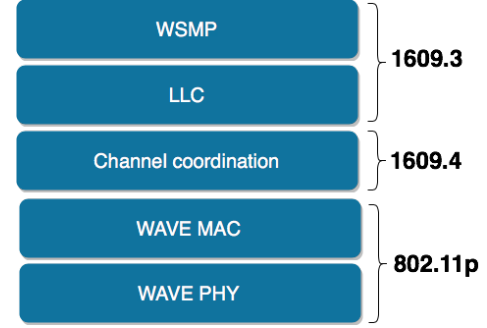 WSMP
1609.3
LLC
Channel coordination
1609.4
WAVE MAC
802.11p
WAVE PHY